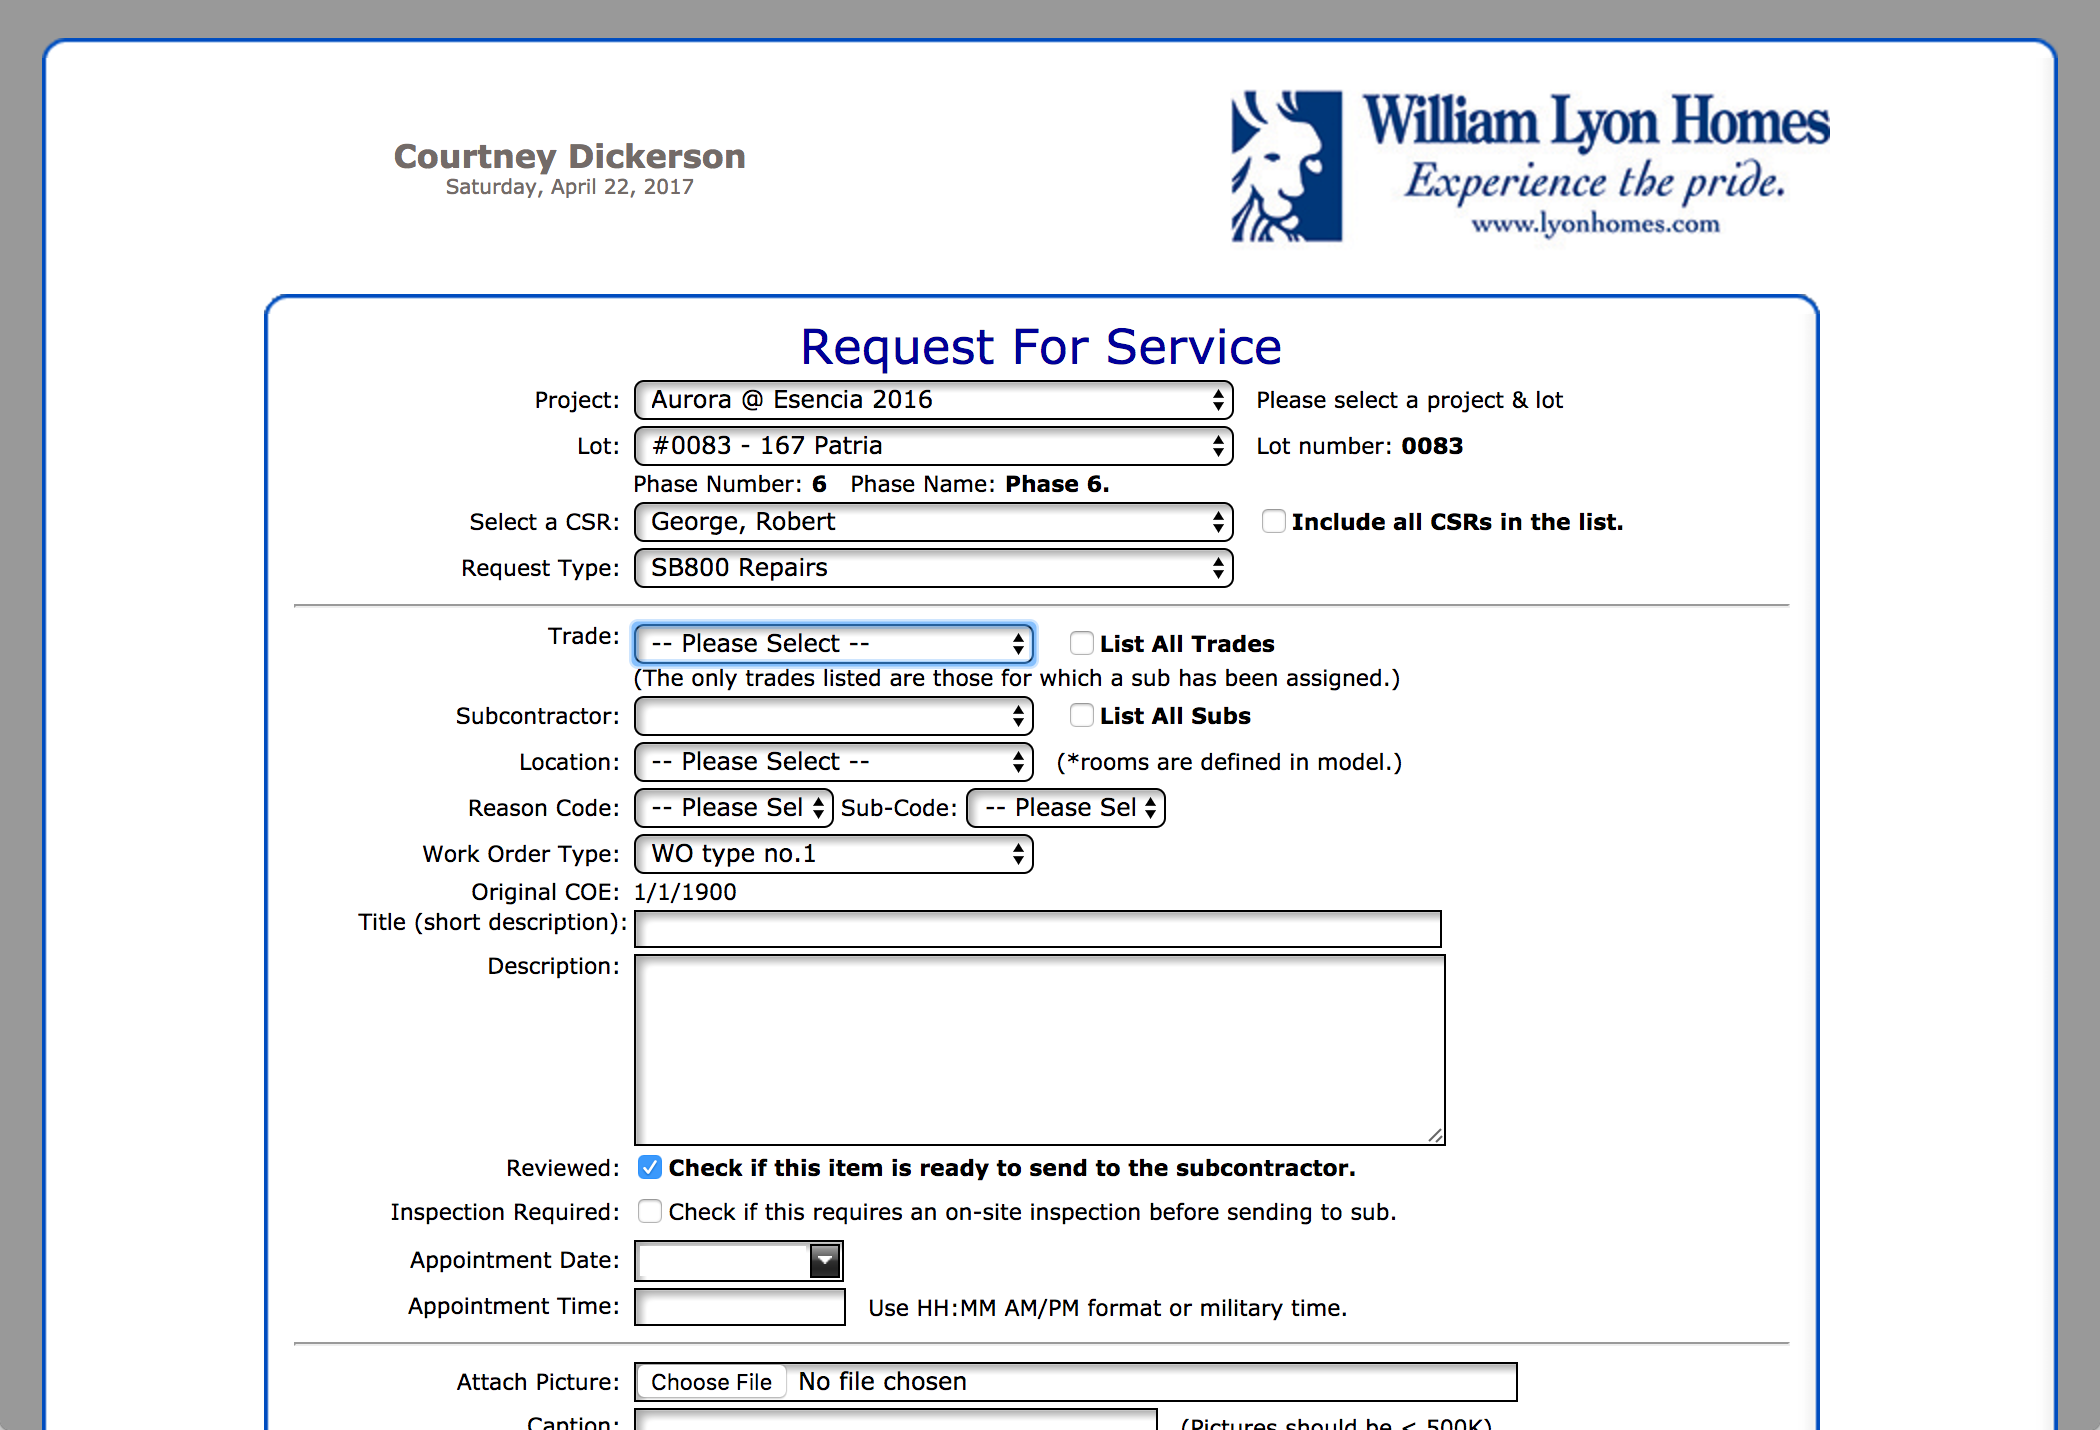 Courtney Dickerson
Saturday, April 22, 2017
William Lyon Homes
Experience the pride.
www.lyonhomes.com
Request For Service
Project: Aurora @ Esencia 2016 Please select a project & lot
Lot: #0083 - 167 Patria Lot number: 0083
Phase Number: 6 Phase Name: Phase 6.
Select a CSR: George, Robert Include all CSRs in the list.
Request Type: SB800 Repairs
Trade: -- Please Select -- List All Trades
(The only trades listed are those for which a sub has been assigned.)
Subcontractor: List All Subs
Location: -- Please Select -- (*rooms are defined in model.)
Reason Code: -- Please Sel Sub-Code: -- Please Sel
Work Order Type: WO type no.1
Original COE: 1/1/1900
Title (short description):
Description:
Reviewed: Check if this item is ready to send to the subcontractor.
Inspection Required: Check if this requires an on-site inspection before sending to sub.
Appointment Date:
Appointment Time: Use HH:MM AM/PM format or military time.
Attach Picture: Choose File No file chosen
Caption: (Pictures should be < 500K)